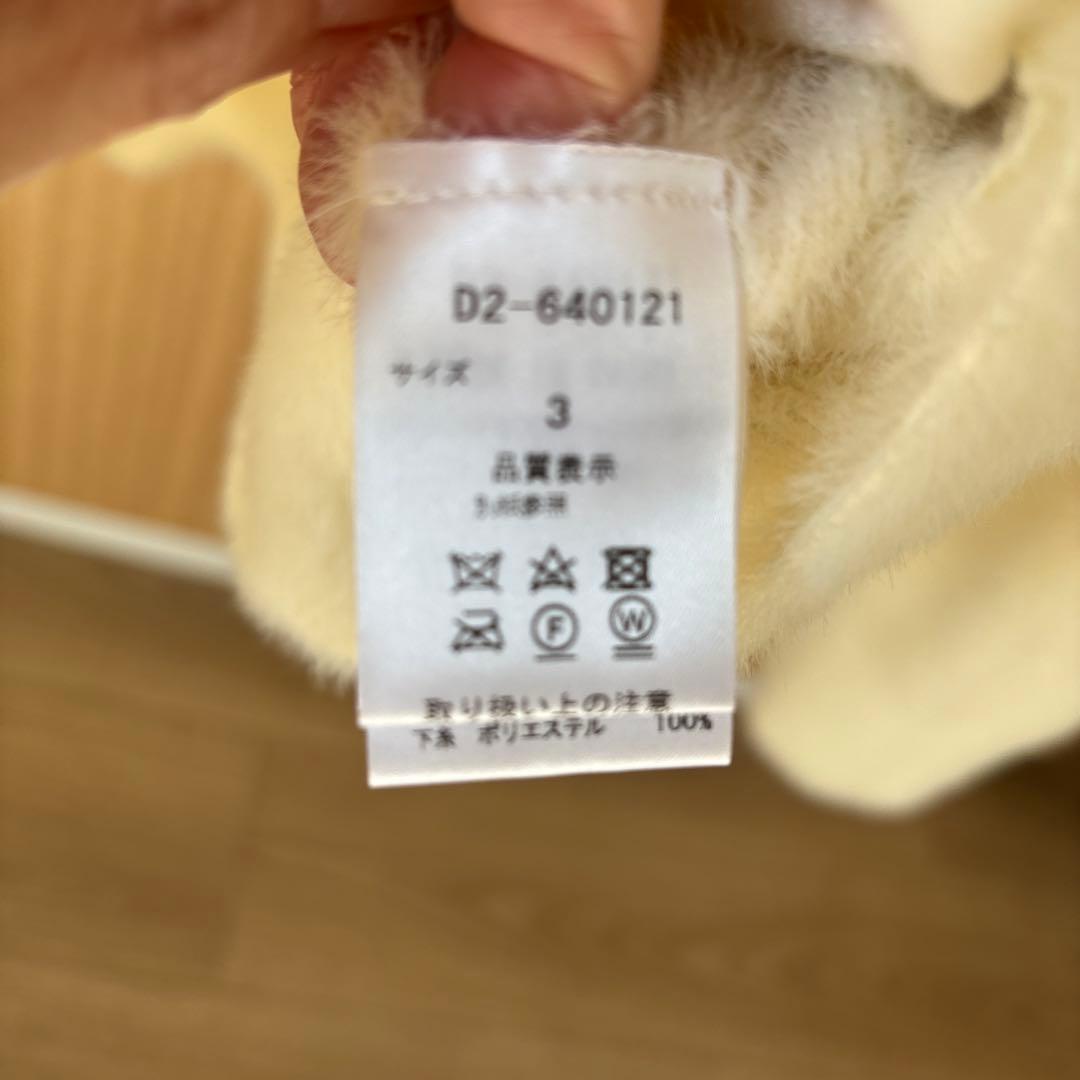 D2-640121
サイズ
3
品質表示
F W
取り扱い上の注意
下糸 ポリエステル 100%